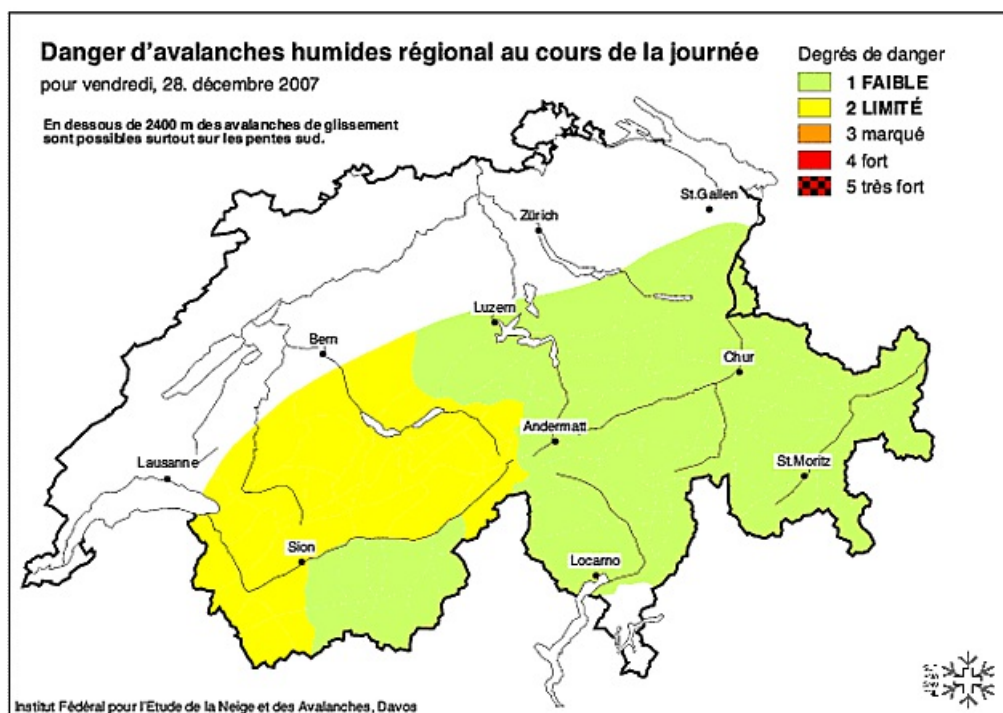 Danger d'avalanches humides régional au cours de la journée
pour vendredi, 28. décembre 2007
En dessous de 2400 m des avalanches de glissement
sont possibles surtout sur les pentes sud.
Degrés de danger
1 FAIBLE
2 LIMITÉ
3 marqué
4 fort
5 très fort
St.Gallen
Zürich
Luzern
Bern
Chur
Andermatt
Lausanne
St.Moritz
Sion
Locarno
Institut Fédéral pour l'Etude de la Neige et des Avalanches, Davos